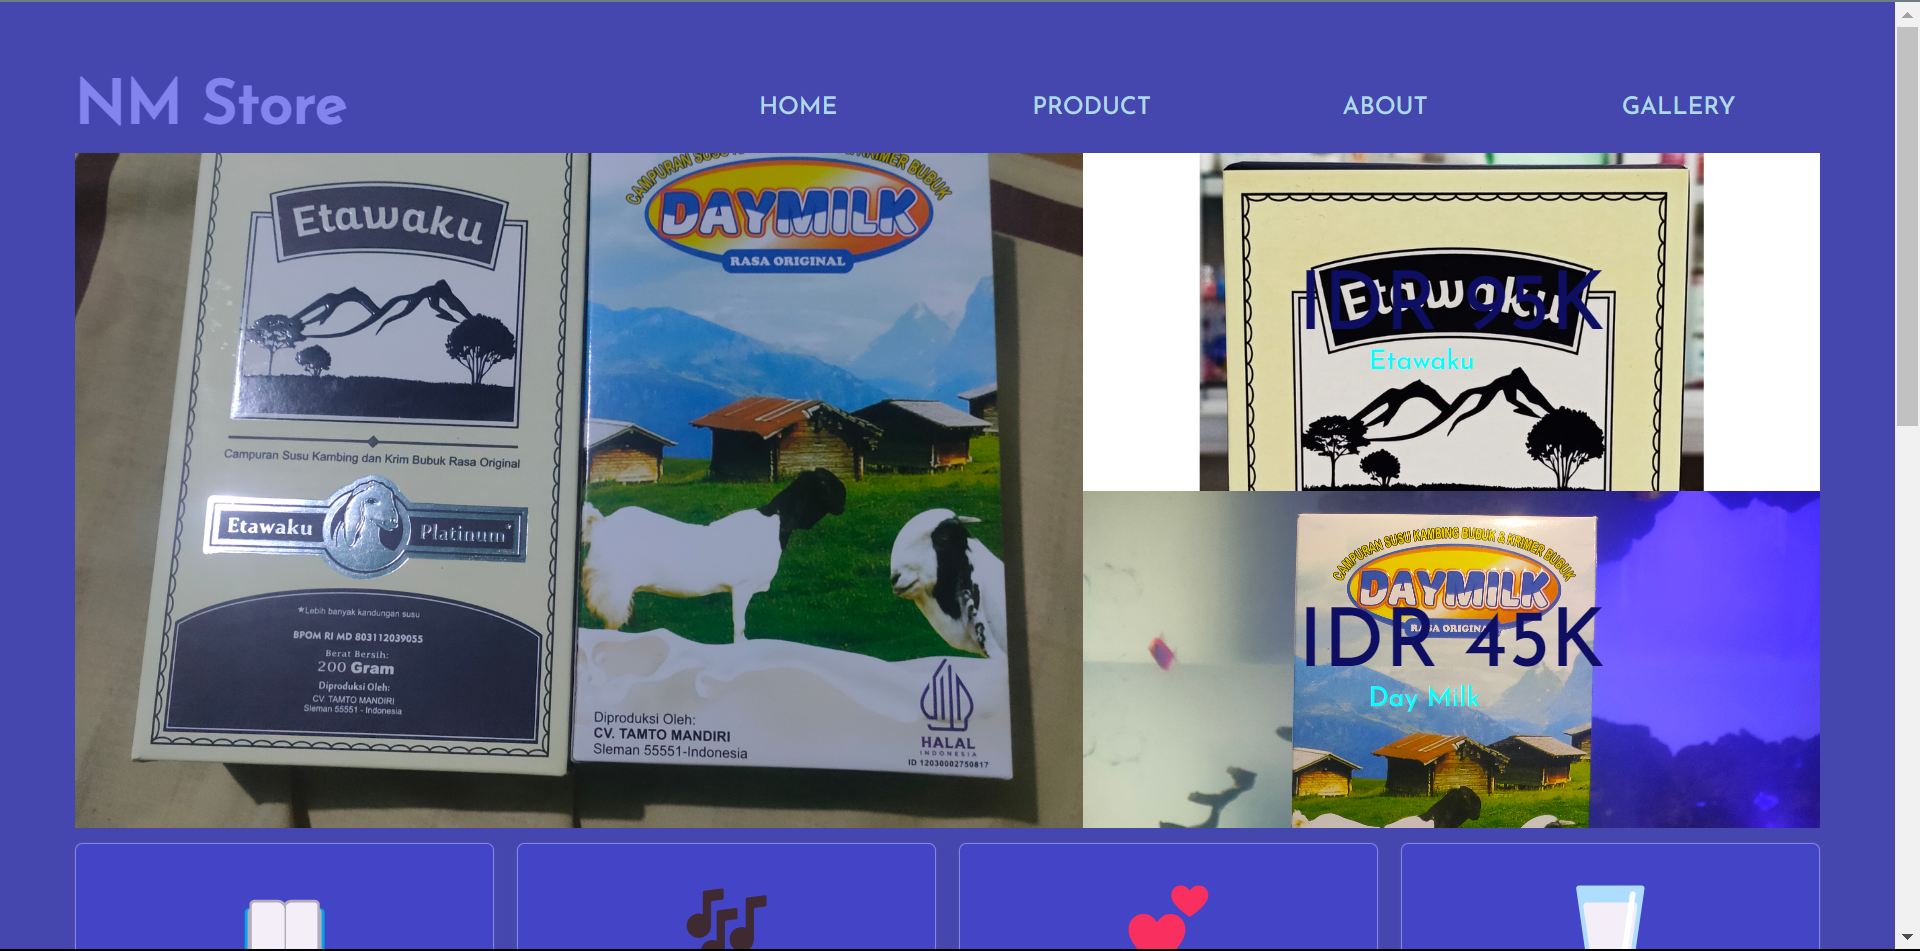 NM Store
HOME
PRODUCT
ABOUT
GALLERY
Etawaku
Campuran Susu Kambing dan Krim Bubuk Rasa Original
Etawaku Platinum*
*Lebih banyak kandungan susu
BPOM RI MD 803112039055
Berat Bersih:
200 Gram
Diproduksi Oleh:
CV. TAMTO MANDIRI
Sleman 55551 - Indonesia
CAMPURAN SUSU KRIMER BUBUK
DAYMILK
RASA ORIGINAL
Diproduksi Oleh:
CV. TAMTO MANDIRI
Sleman 55551-Indonesia
HALAL
INDONESIA
ID 12030002750817
Etawaku
IDR 95K
Etawaku
CAMPURAN SUSU KAMBING BUBUK & KRIMER BUBUK
DAYMILK
RASA ORIGINAL
IDR 45K
Day Milk